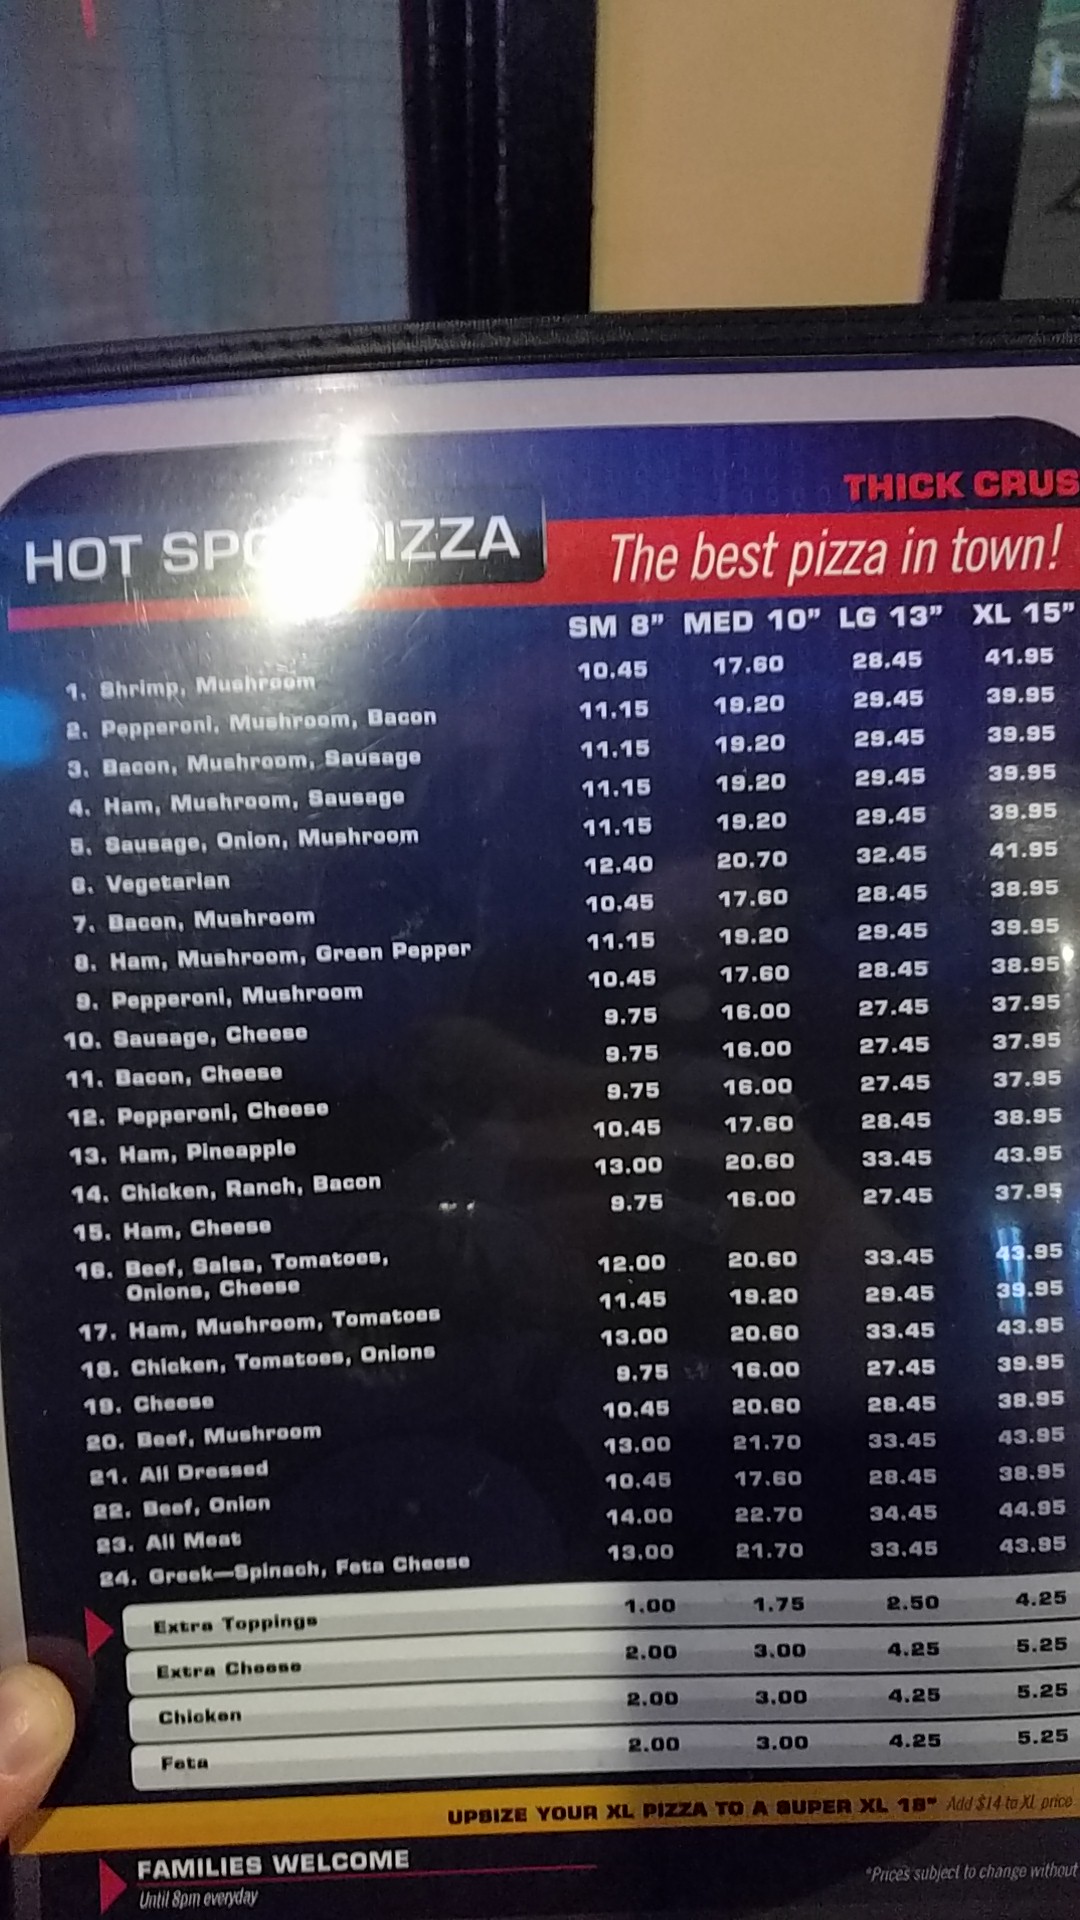 THICK CRUS
HOT SPO IZZA
The best pizza in town!
SM 8” MED 10” LG 13” XL 15”
1. Shrimp, Mushroom 10.45 17.60 28.45 41.95
2. Pepperoni, Mushroom, Bacon 11.15 19.20 29.45 39.95
3. Bacon, Mushroom, Sausage 11.15 19.20 29.45 39.95
4. Ham, Mushroom, Sausage 11.15 19.20 29.45 39.95
5. Sausage, Onion, Mushroom 11.15 19.20 29.45 39.95
6. Vegetarian 12.40 20.70 32.45 41.95
7. Bacon, Mushroom 10.45 17.60 28.45 38.95
8. Ham, Mushroom, Green Pepper 11.15 19.20 29.45 39.95
9. Pepperoni, Mushroom 10.45 17.60 28.45 38.95
10. Sausage, Cheese 9.75 16.00 27.45 37.95
11. Bacon, Cheese 9.75 16.00 27.45 37.95
12. Pepperoni, Cheese 9.75 16.00 27.45 37.95
13. Ham, Pineapple 10.45 17.60 28.45 38.95
14. Chicken, Ranch, Bacon 13.00 20.60 33.45 43.95
15. Ham, Cheese 9.75 16.00 27.45 37.95
16. Beef, Salsa, Tomatoes,
Onions, Cheese 12.00 20.60 33.45 43.95
17. Ham, Mushroom, Tomatoes 11.45 19.20 29.45 39.95
18. Chicken, Tomatoes, Onions 13.00 20.60 33.45 43.95
19. Cheese 9.75 16.00 27.45 39.95
20. Beef, Mushroom 10.45 20.60 28.45 38.95
21. All Dressed 13.00 21.70 33.45 43.95
22. Beef, Onion 10.45 17.60 28.45 38.95
23. All Meat 14.00 22.70 34.45 44.95
24. Greek—Spinach, Feta Cheese 13.00 21.70 33.45 43.95
Extra Toppings 1.00 1.75 2.50 4.25
Extra Cheese 2.00 3.00 4.25 5.25
Chicken 2.00 3.00 4.25 5.25
Feta 2.00 3.00 4.25 5.25
UPSIZE YOUR XL PIZZA TO A SUPER XL 18” Add $14 to XL price
FAMILIES WELCOME
Until 8pm everyday
*Prices subject to change without